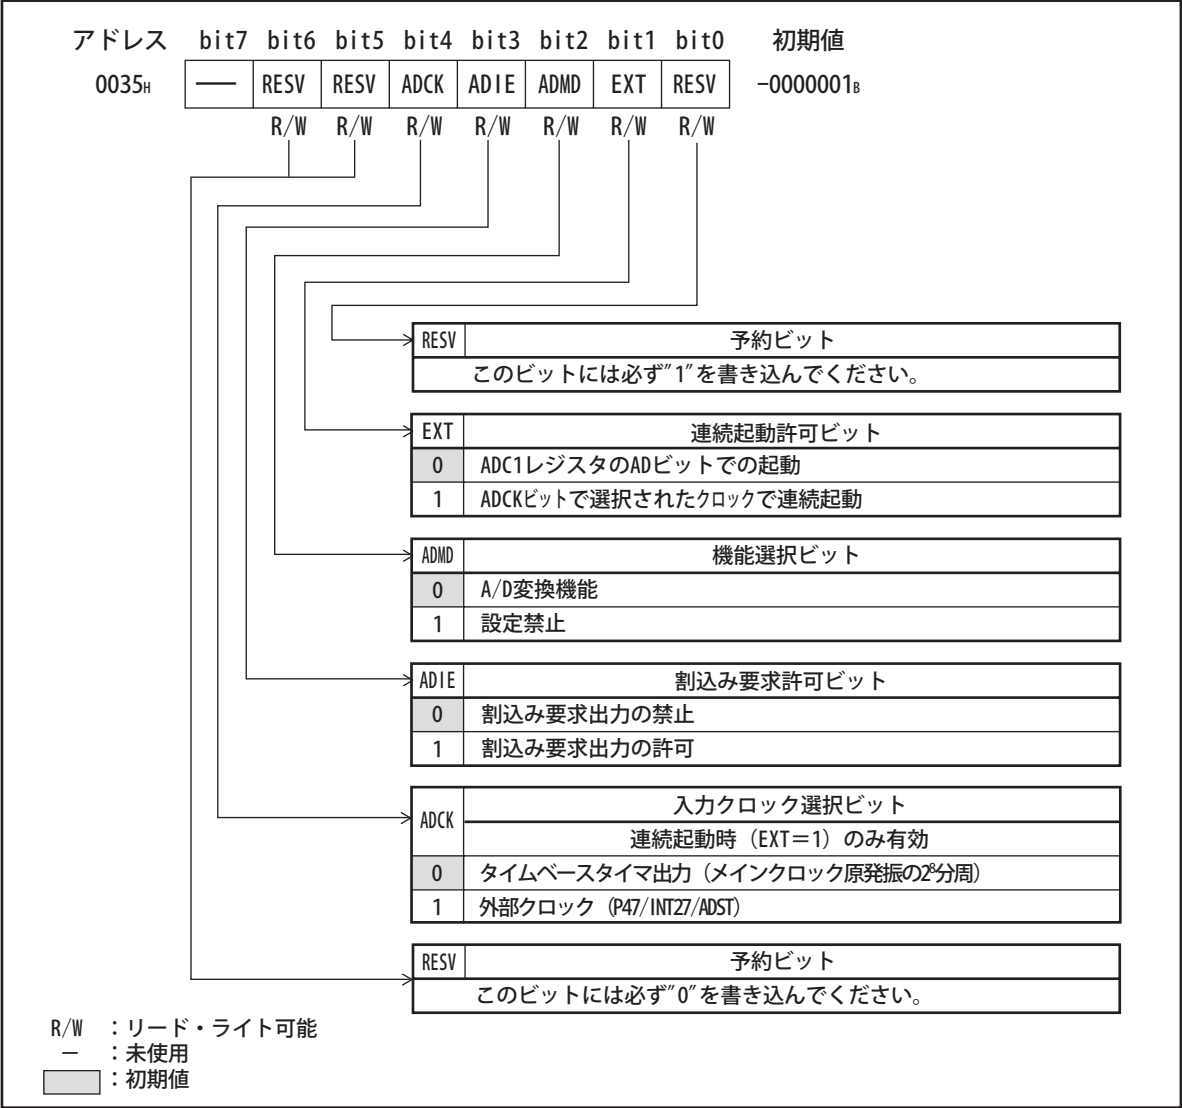 アドレス bit7 bit6 bit5 bit4 bit3 bit2 bit1 bit0 初期値
0035H ― RESV RESV ADCK ADIE ADMD EXT RESV -0000001B
R/W R/W R/W R/W R/W R/W R/W
RESV 予約ビット
このビットには必ず″1″を書き込んでください。
EXT 連続起動許可ビット
0 ADC1レジスタのADビットでの起動
1 ADCKビットで選択されたクロックで連続起動
ADMD 機能選択ビット
0 A/D変換機能
1 設定禁止
ADIE 割込み要求許可ビット
0 割込み要求出力の禁止
1 割込み要求出力の許可
ADCK 入力クロック選択ビット
連続起動時（EXT＝1）のみ有効
0 タイムベースタイマ出力（メインクロック原発振の2⁸分周）
1 外部クロック（P47/INT27/ADST）
RESV 予約ビット
このビットには必ず″0″を書き込んでください。
R/W ：リード・ライト可能
― ：未使用
：初期値